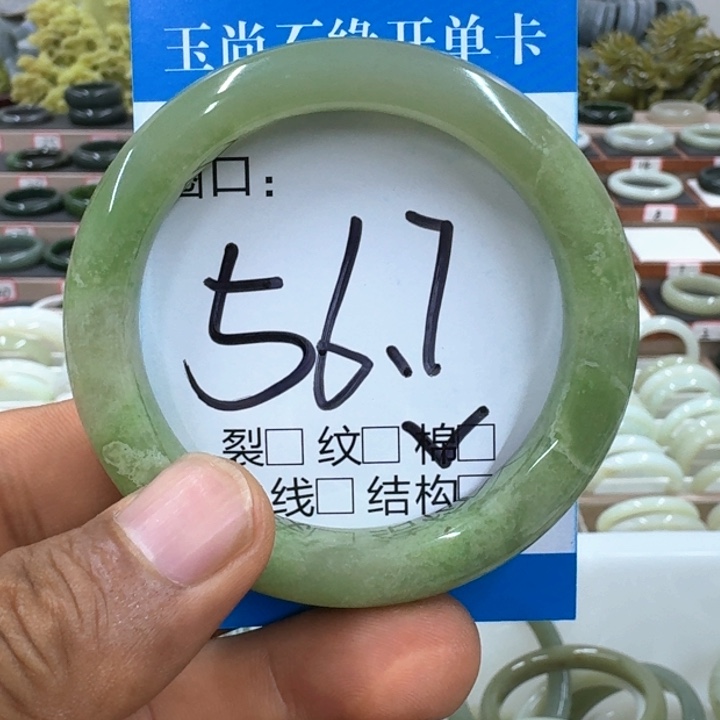 玉尚石缘开单卡
圈口：
56.7
裂□ 纹□ 棉□
线□ 结构□